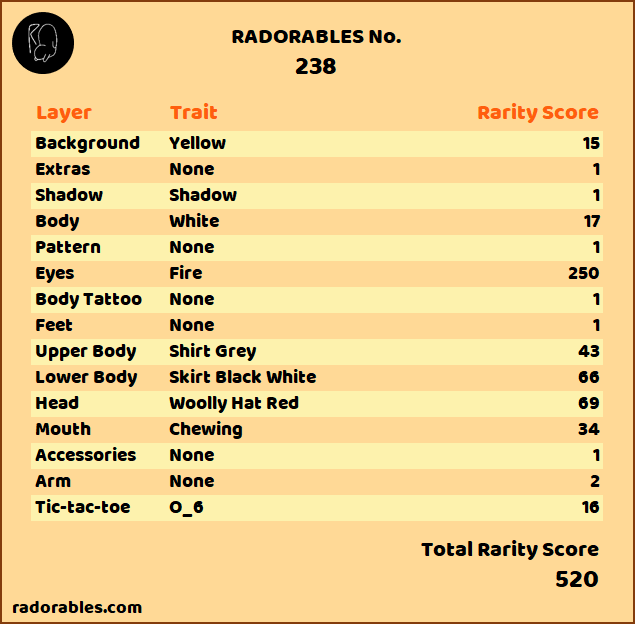 RADORABLES No.
238
Layer Trait Rarity Score
Background Yellow 15
Extras None 1
Shadow Shadow 1
Body White 17
Pattern None 1
Eyes Fire 250
Body Tattoo None 1
Feet None 1
Upper Body Shirt Grey 43
Lower Body Skirt Black White 66
Head Woolly Hat Red 69
Mouth Chewing 34
Accessories None 1
Arm None 2
Tic-tac-toe O_6 16
Total Rarity Score
520
radorables.com